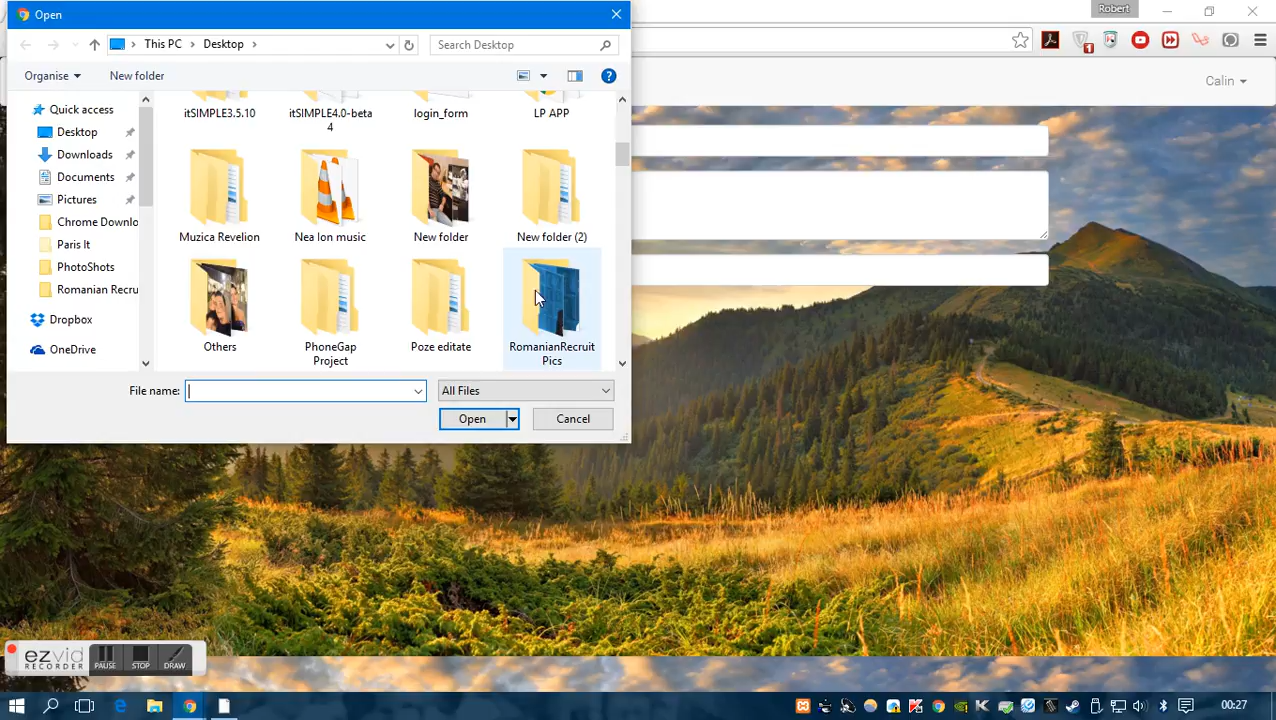 Open
Robert
This PC
Desktop
Search Desktop
Organise
New folder
Calin
1
Quick access
Desktop
Downloads
Documents
Pictures
Chrome Downlo
Paris It
PhotoShots
Romanian Recru
Dropbox
OneDrive
itSIMPLE3.5.10
itSIMPLE4.0-beta
4
login_form
LP APP
Muzica Revelion
Nea Ion music
New folder
New folder (2)
Others
PhoneGap
Project
Poze editate
RomanianRecruit
Pics
File name:
All Files
Open
Cancel
ezvid
RECORDER
PAUSE
STOP
DRAW
00:27